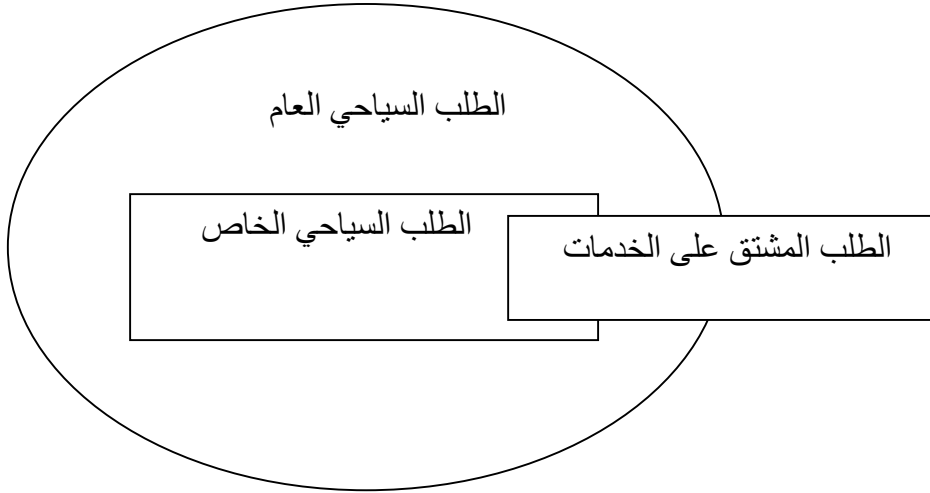 الطلب السياحي العام
الطلب السياحي الخاص
الطلب المشتق على الخدمات